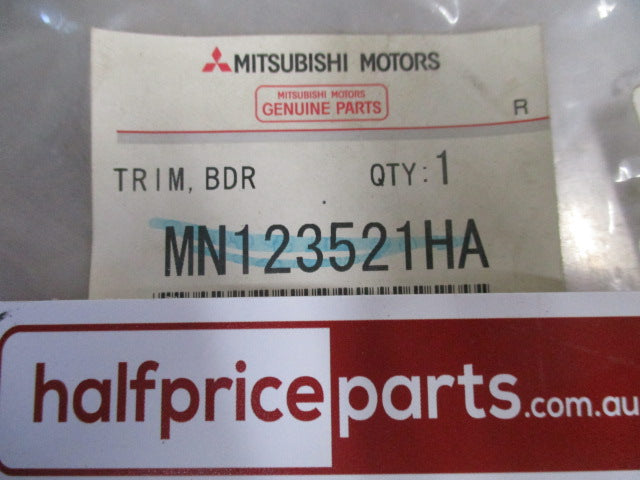 MITSUBISHI MOTORS
MITSUBISHI MOTORS
GENUINE PARTS
R
TRIM, BDR QTY: 1
MN123521HA
halfpriceparts.com.au